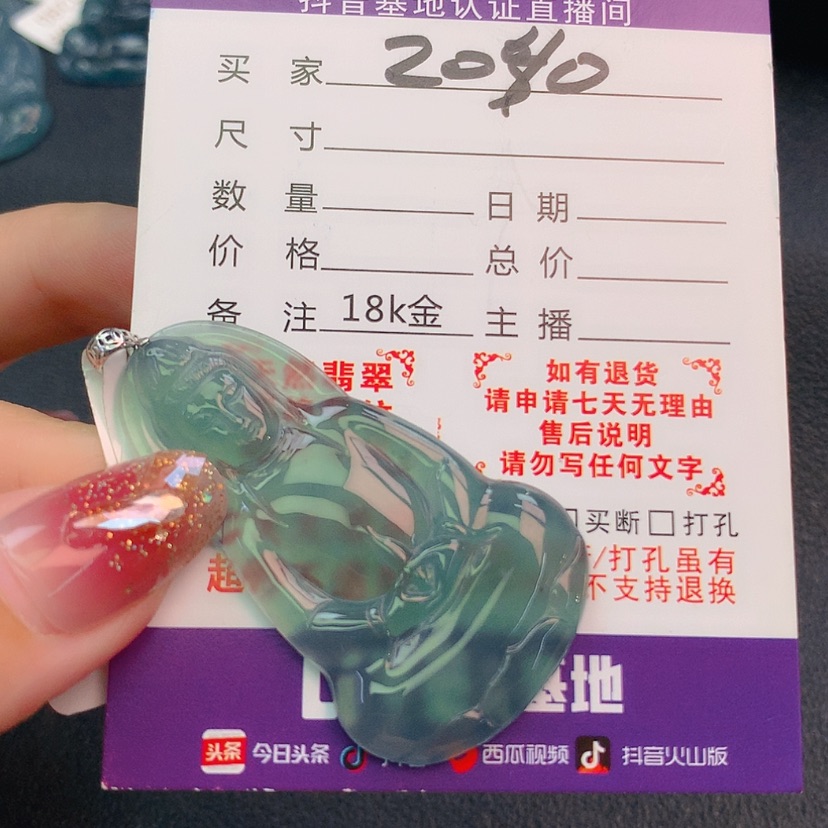 抖音基地认证直播间
买 家 2040
尺 寸
数 量 日 期
价 格 总 价
备 注 18k金 主 播
翡翠
如有退货
请申请七天无理由
售后说明
请勿写任何文字
买断 □ 打孔
/打孔虽有
超 不支持退换
基地
头条 今日头条 西瓜视频 抖音火山版